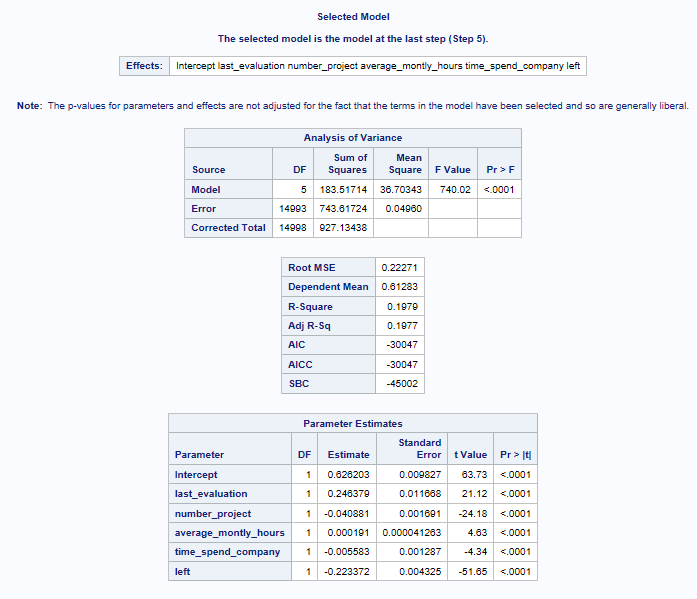 Selected Model
The selected model is the model at the last step (Step 5).
Effects: Intercept last_evaluation number_project average_montly_hours time_spend_company left
Note: The p-values for parameters and effects are not adjusted for the fact that the terms in the model have been selected and so are generally liberal.
Analysis of Variance
Source DF Sum of Squares Mean Square F Value Pr > F
Model 5 183.51714 36.70343 740.02 <.0001
Error 14993 743.61724 0.04960
Corrected Total 14998 927.13438
Root MSE 0.22271
Dependent Mean 0.61283
R-Square 0.1979
Adj R-Sq 0.1977
AIC -30047
AICC -30047
SBC -45002
Parameter Estimates
Parameter DF Estimate Standard Error t Value Pr > |t|
Intercept 1 0.626203 0.009827 63.73 <.0001
last_evaluation 1 0.246379 0.011668 21.12 <.0001
number_project 1 -0.040881 0.001691 -24.18 <.0001
average_montly_hours 1 0.000191 0.000041263 4.63 <.0001
time_spend_company 1 -0.005583 0.001287 -4.34 <.0001
left 1 -0.223372 0.004325 -51.65 <.0001